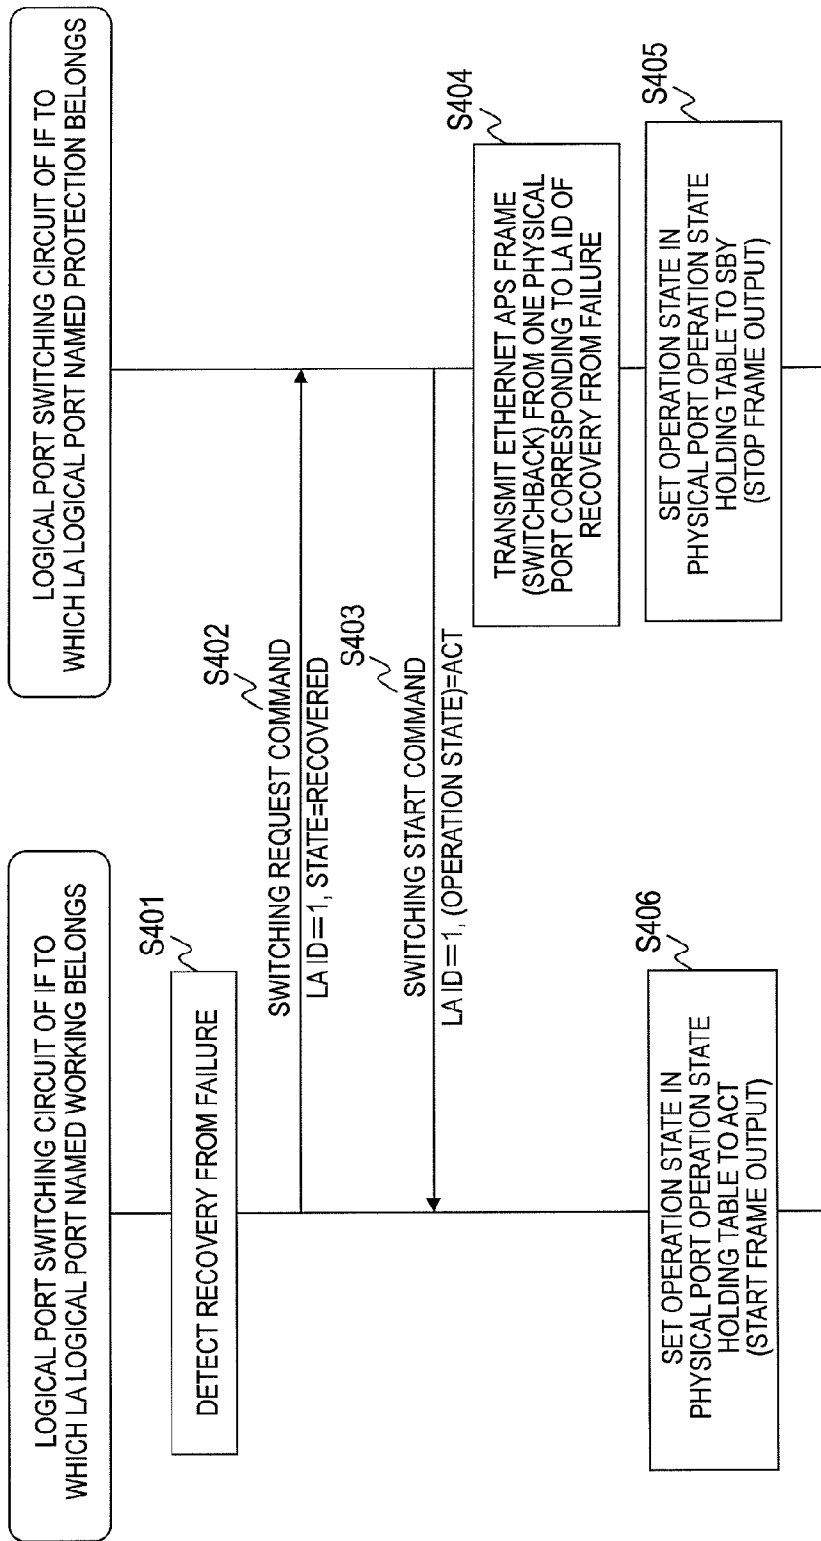 LOGICAL PORT SWITCHING CIRCUIT OF IF TO
WHICH LA LOGICAL PORT NAMED WORKING BELONGS
LOGICAL PORT SWITCHING CIRCUIT OF IF TO
WHICH LA LOGICAL PORT NAMED PROTECTION BELONGS
S401
DETECT RECOVERY FROM FAILURE
S402
SWITCHING REQUEST COMMAND
LA ID=1, STATE=RECOVERED
S403
SWITCHING START COMMAND
LA ID=1, (OPERATION STATE)=ACT
S404
TRANSMIT ETHERNET APS FRAME
(SWITCHBACK) FROM ONE PHYSICAL
PORT CORRESPONDING TO LA ID OF
RECOVERY FROM FAILURE
S405
SET OPERATION STATE IN
PHYSICAL PORT OPERATION STATE
HOLDING TABLE TO SBY
(STOP FRAME OUTPUT)
S406
SET OPERATION STATE IN
PHYSICAL PORT OPERATION STATE
HOLDING TABLE TO ACT
(START FRAME OUTPUT)